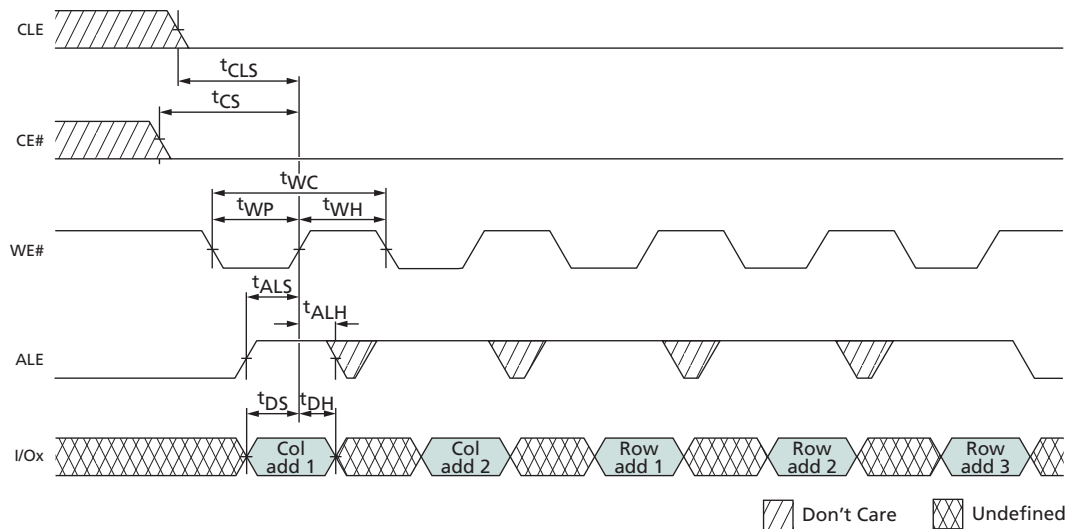 CLE
tCLS
tCS
CE#
tWC
tWP
tWH
WE#
tALS
tALH
ALE
tDS
tDH
I/Ox
Col
add 1
Col
add 2
Row
add 1
Row
add 2
Row
add 3
Don't Care
Undefined